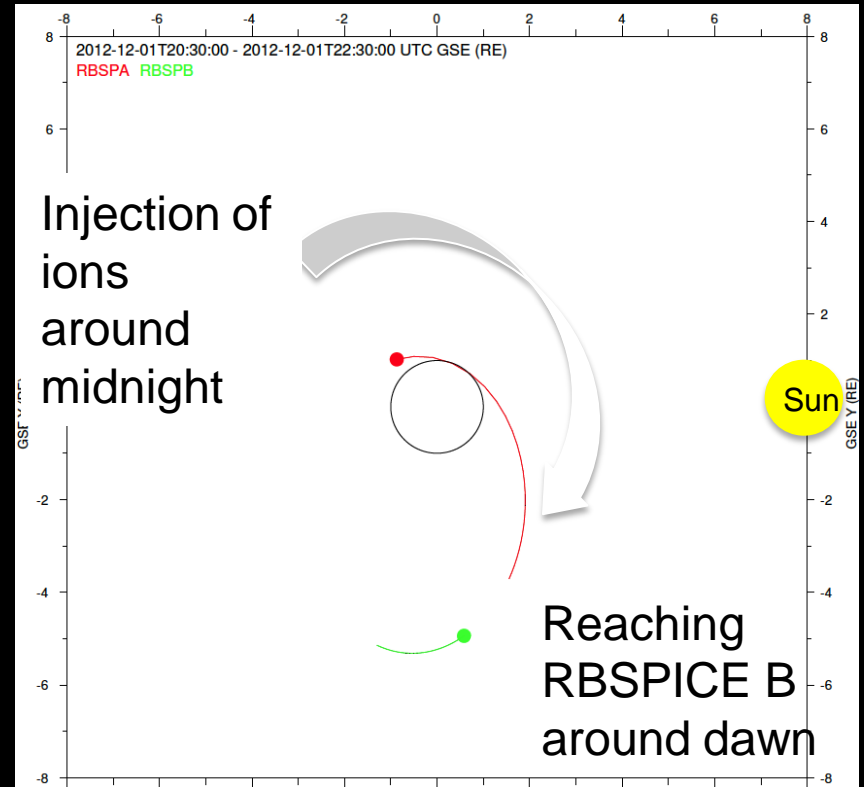 -8 -6 -4 -2 0 2 4 6 8
8 8
2012-12-01T20:30:00 - 2012-12-01T22:30:00 UTC GSE (RE)
RBSPA RBSPB
6 6
Injection of
ions
around
midnight
4
2
Sun
GSE Y (RE)
-2 -2
-4 -4
Reaching
RBSPICE B
around dawn
-6 -6
-8 -8